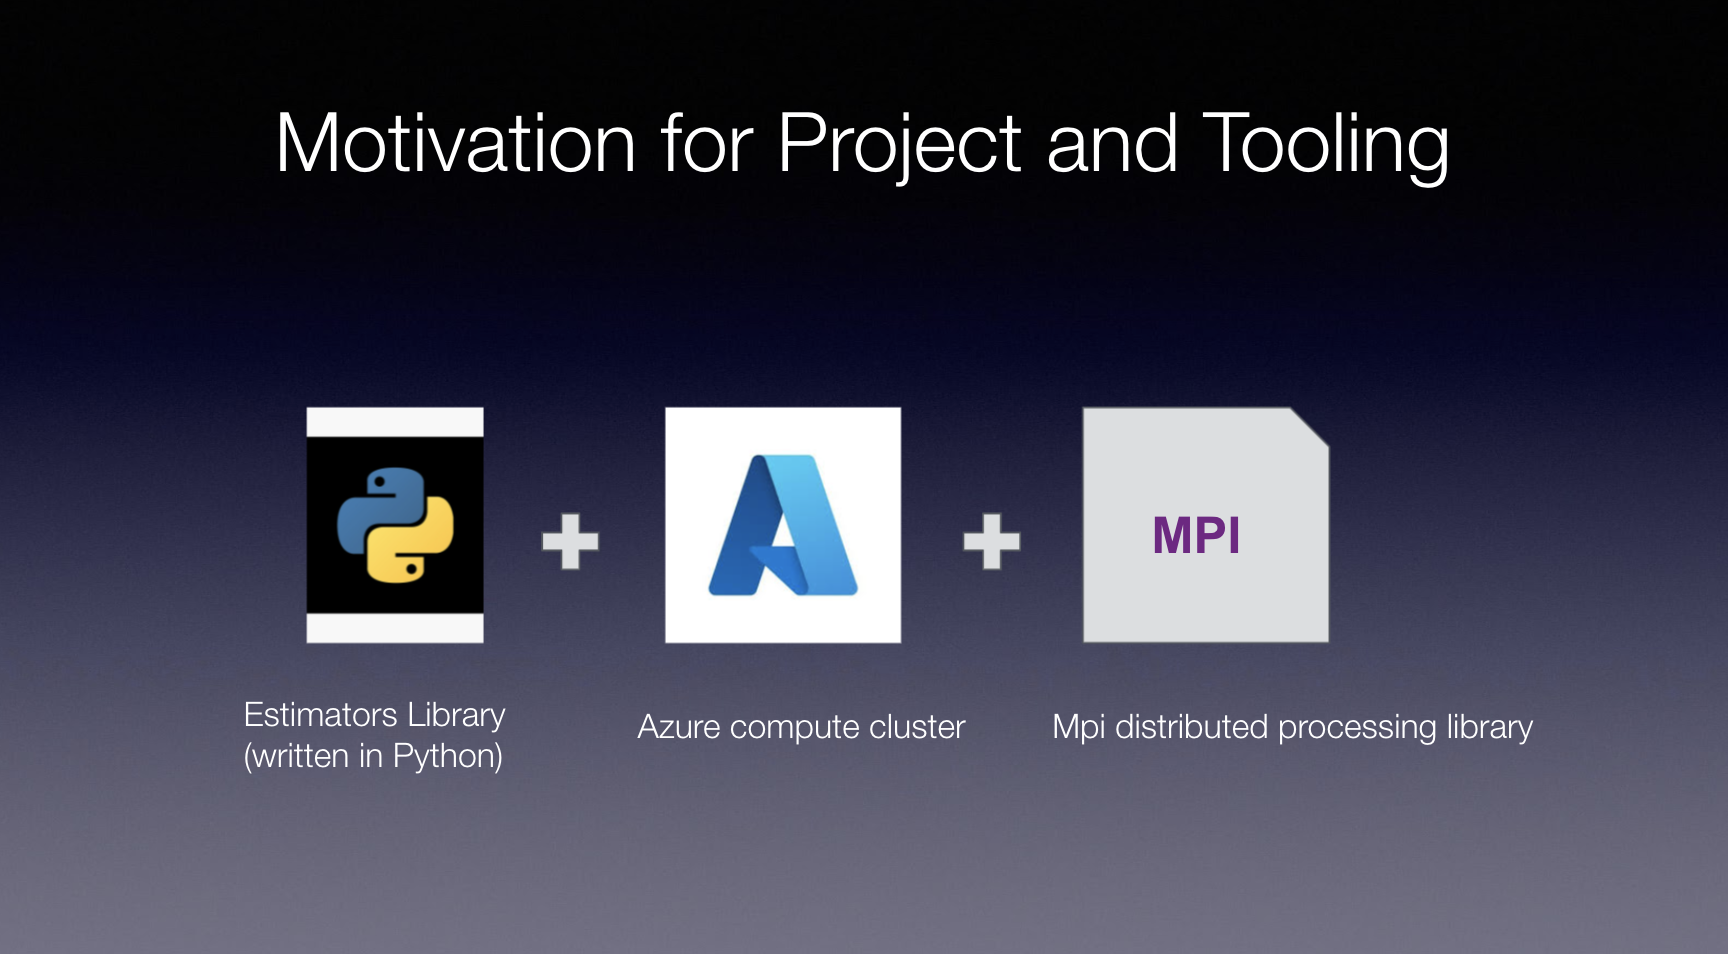 Motivation for Project and Tooling
MPI
Estimators Library
(written in Python)
Azure compute cluster
Mpi distributed processing library